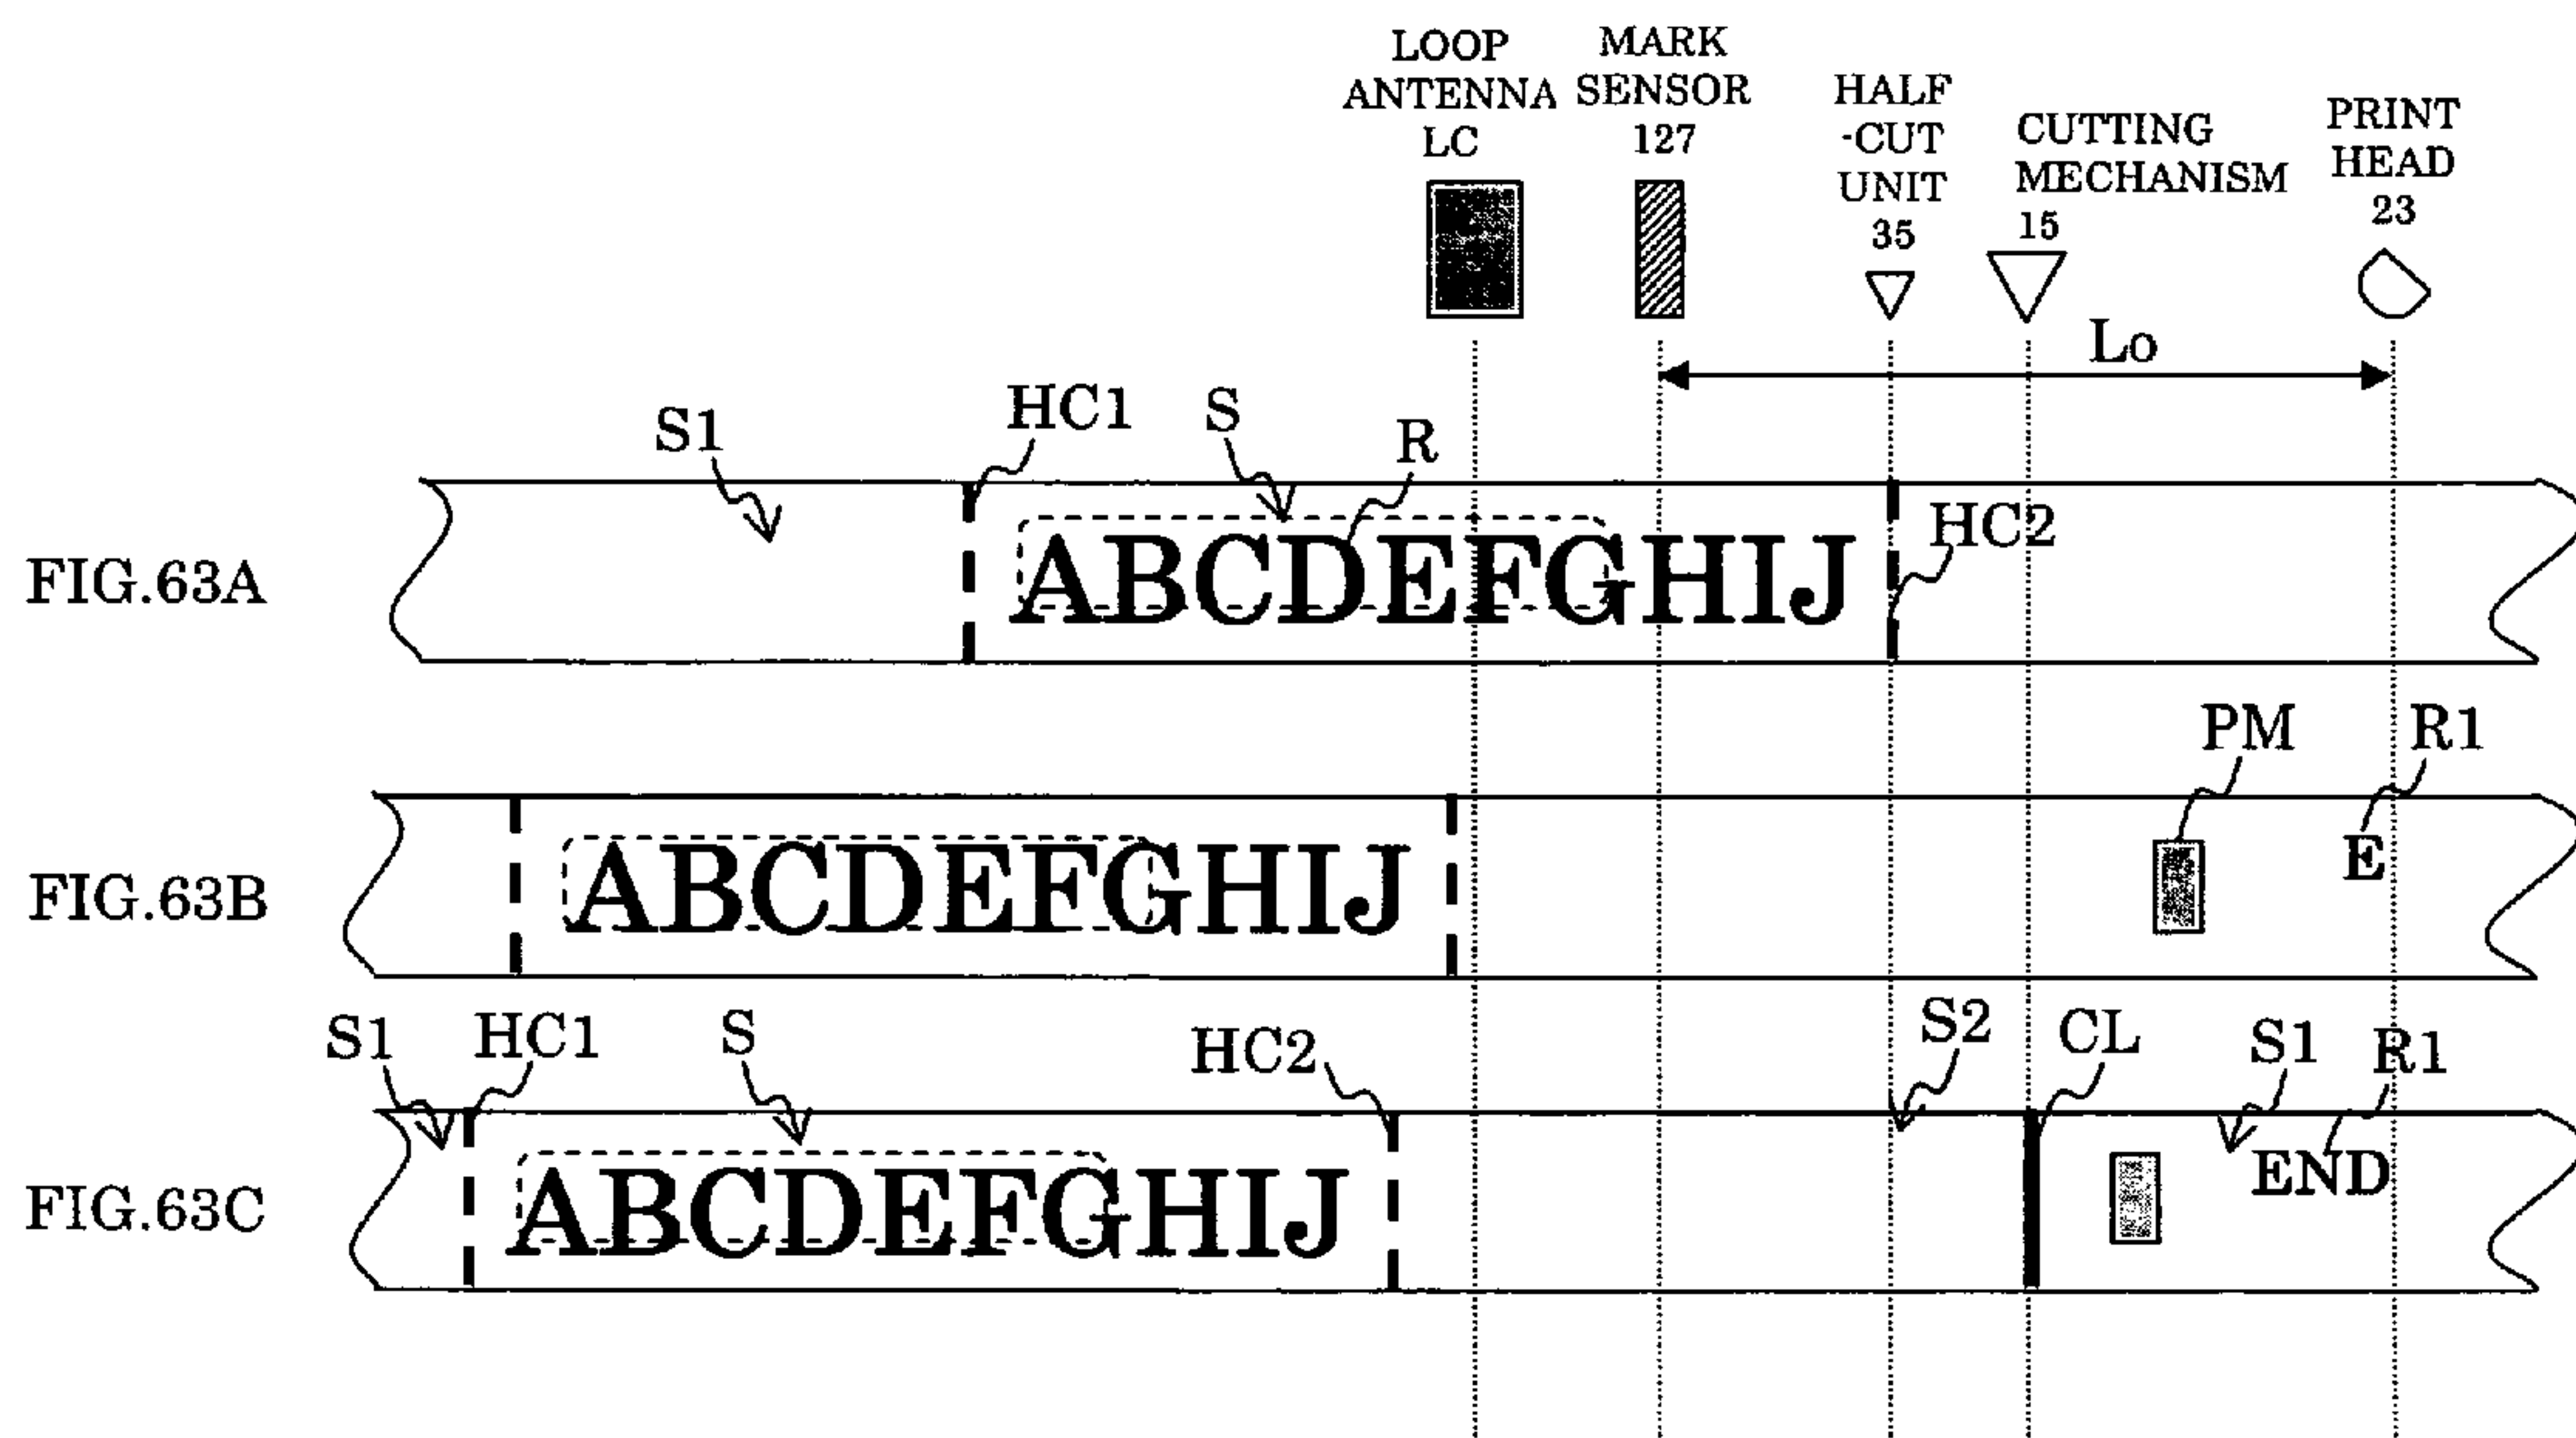 LOOP
ANTENNA
LC
MARK
SENSOR
127
HALF
-CUT
UNIT
35
CUTTING
MECHANISM
15
PRINT
HEAD
23
Lo
S1
HC1
S
R
FIG.63A
ABCDEFGHIJ
HC2
PM
R1
FIG.63B
ABCDEFGHIJ
E
S1
HC1
S
HC2
S2
CL
S1
R1
FIG.63C
ABCDEFGHIJ
END